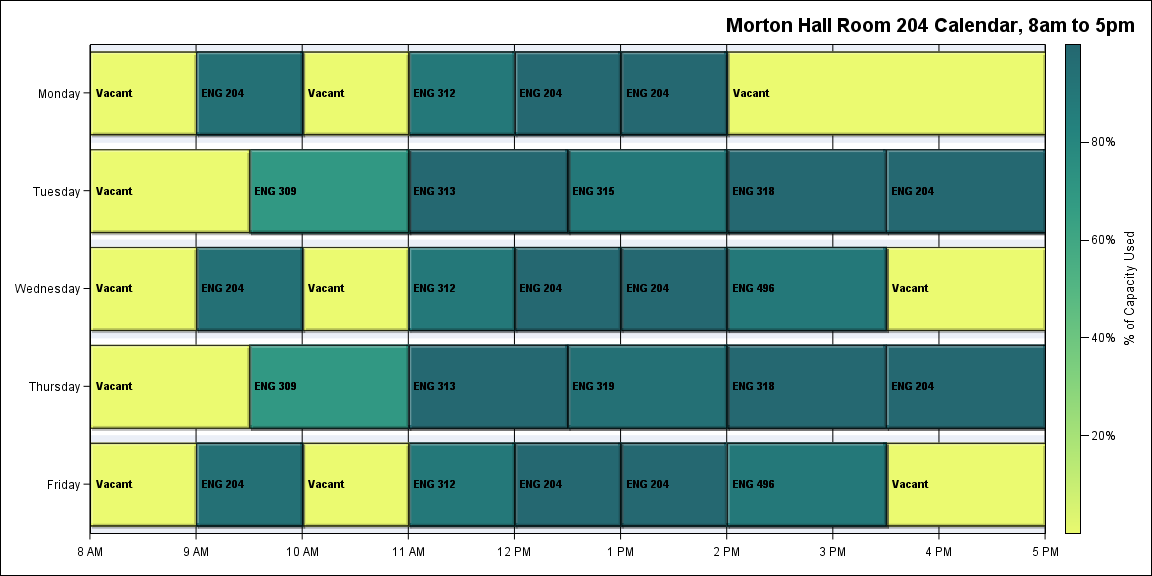 Morton Hall Room 204 Calendar, 8am to 5pm
Monday
Vacant
ENG 204
Vacant
ENG 312
ENG 204
ENG 204
Vacant
Tuesday
Vacant
ENG 309
ENG 313
ENG 315
ENG 318
ENG 204
Wednesday
Vacant
ENG 204
Vacant
ENG 312
ENG 204
ENG 204
ENG 496
Vacant
Thursday
Vacant
ENG 309
ENG 313
ENG 319
ENG 318
ENG 204
Friday
Vacant
ENG 204
Vacant
ENG 312
ENG 204
ENG 204
ENG 496
Vacant
8 AM
9 AM
10 AM
11 AM
12 PM
1 PM
2 PM
3 PM
4 PM
5 PM
80%
60%
40%
20%
% of Capacity Used